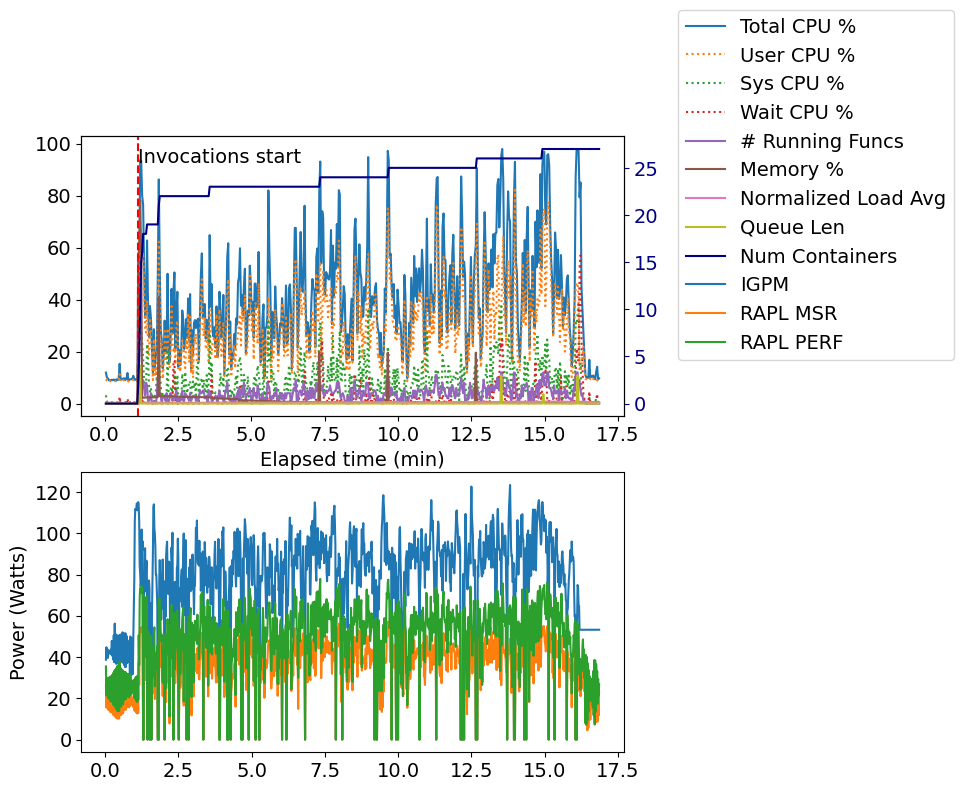 Total CPU %
User CPU %
Sys CPU %
Wait CPU %
# Running Funcs
Memory %
Normalized Load Avg
Queue Len
Num Containers
IGPM
RAPL MSR
RAPL PERF
Invocations start
100
80
60
40
20
0
25
20
15
10
5
0
0.0 2.5 5.0 7.5 10.0 12.5 15.0 17.5
Elapsed time (min)
Power (Watts)
120
100
80
60
40
20
0
0.0 2.5 5.0 7.5 10.0 12.5 15.0 17.5